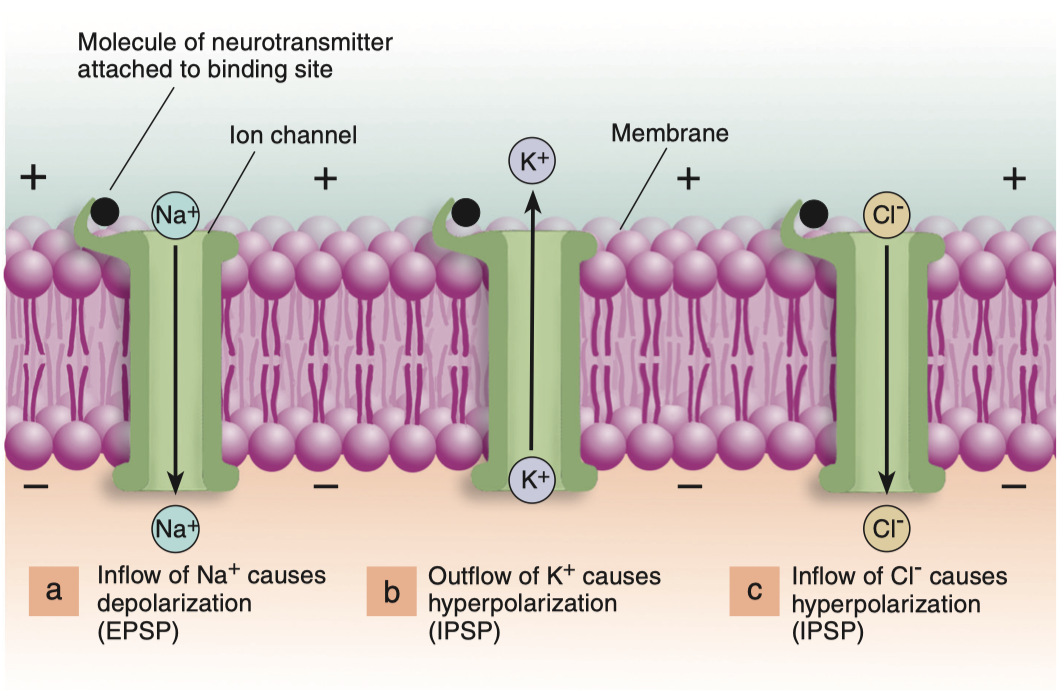 Molecule of neurotransmitter
attached to binding site
Ion channel
Membrane
+
+
+
+
Na+
K+
Cl-
K+
−
−
−
−
Na+
Cl-
a
Inflow of Na+ causes
depolarization
(EPSP)
b
Outflow of K+ causes
hyperpolarization
(IPSP)
c
Inflow of Cl- causes
hyperpolarization
(IPSP)